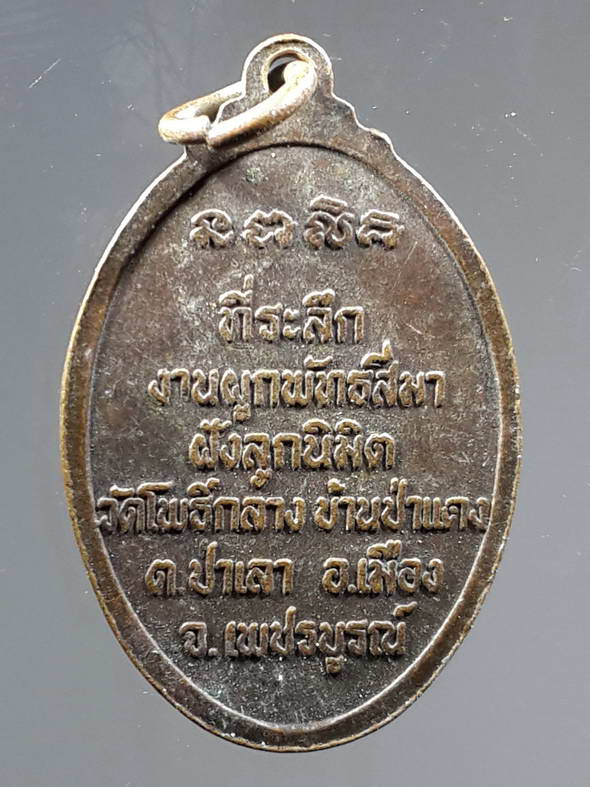 ที่ระลึก
งานผูกพัทธสีมา
ฝังลูกนิมิต
วัดโพธิ์กลาง บ้านป่าแดง
ต.ป่าเลา อ.เมือง
จ.เพชรบูรณ์